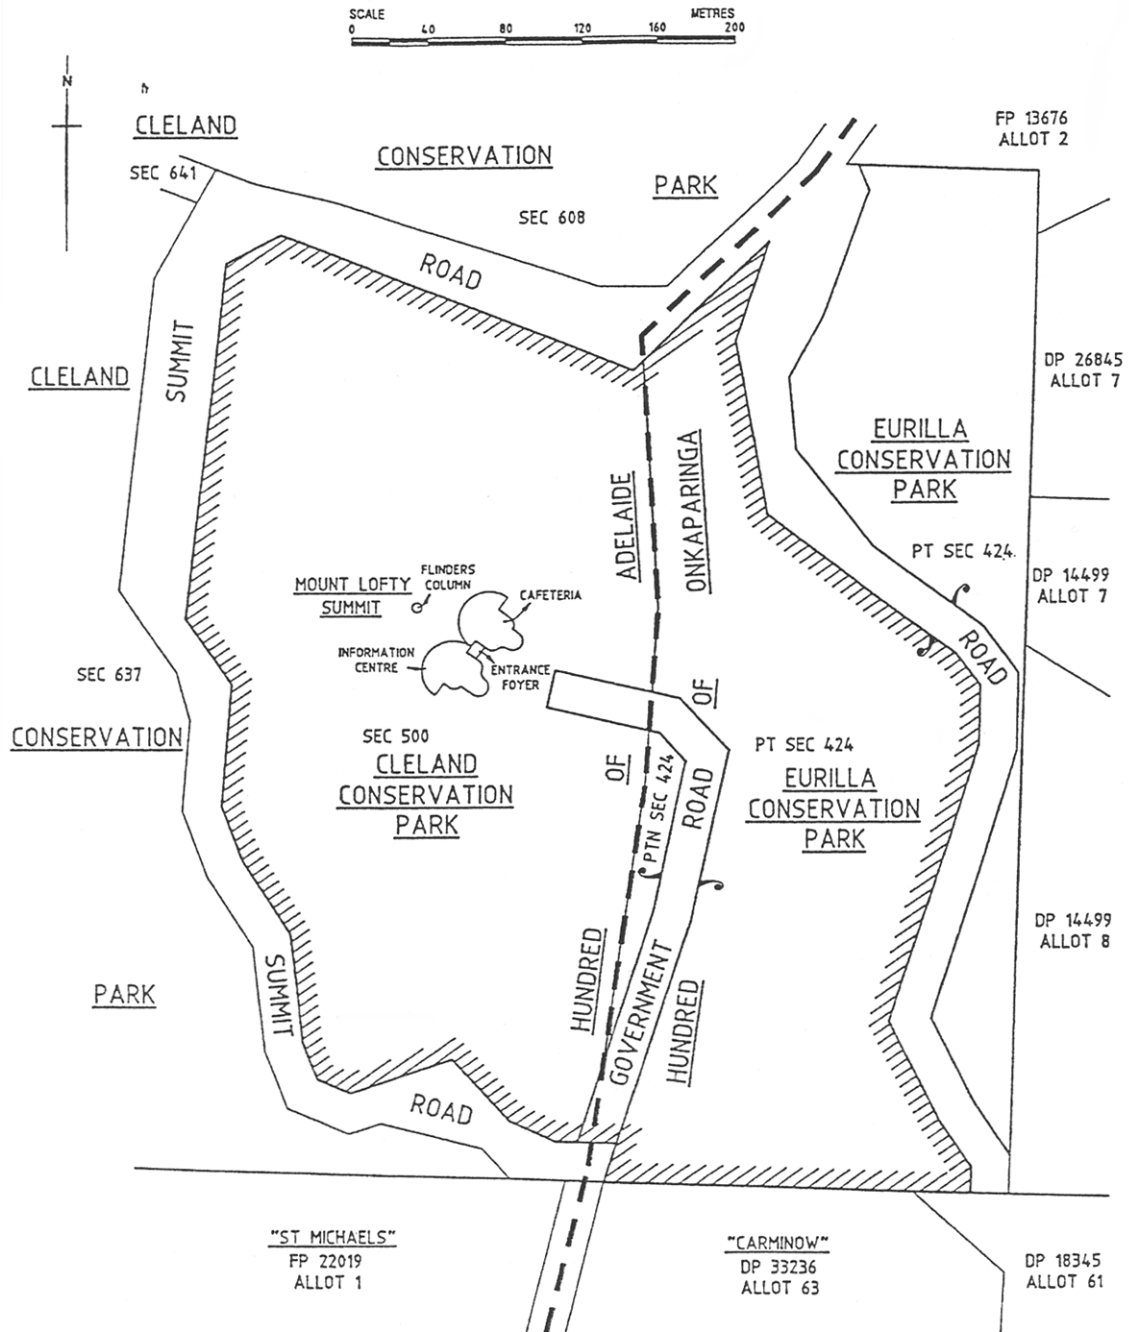 SCALE METRES
0 40 80 120 160 200
N
CLELAND
CONSERVATION
PARK
FP 13676
ALLOT 2
SEC 641
SEC 608
ROAD
SUMMIT
CLELAND
DP 26845
ALLOT 7
EURILLA
CONSERVATION
PARK
ADELAIDE
ONKAPARINGA
PT SEC 424.
DP 14499
ALLOT 7
FLINDERS
COLUMN
MOUNT LOFTY
SUMMIT
CAFETERIA
INFORMATION
CENTRE
ENTRANCE
FOYER
ROAD
SEC 637
CONSERVATION
OF
SEC 500
CLELAND
CONSERVATION
PARK
OF
PTN SEC 424
ROAD
PT SEC 424
EURILLA
CONSERVATION
PARK
DP 14499
ALLOT 8
PARK
SUMMIT
HUNDRED
GOVERNMENT
HUNDRED
ROAD
"ST MICHAELS"
FP 22019
ALLOT 1
"CARMINOW"
DP 33236
ALLOT 63
DP 18345
ALLOT 61